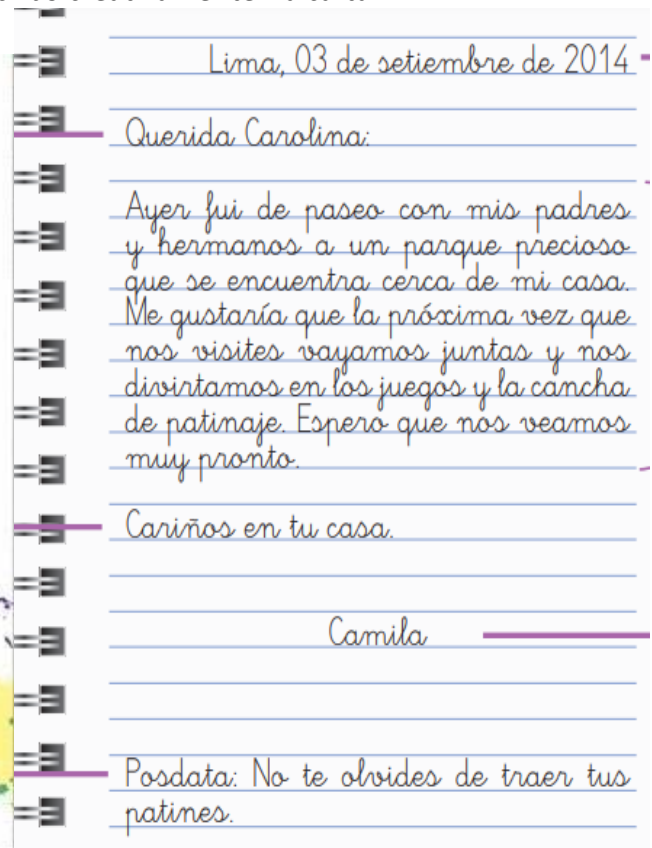 Lima, 03 de setiembre de 2014
Querida Carolina:
Ayer fui de paseo con mis padres
y hermanos a un parque precioso
que se encuentra cerca de mi casa.
Me gustaría que la próxima vez que
nos visites vayamos juntas y nos
divirtamos en los juegos y la cancha
de patinaje. Espero que nos veamos
muy pronto.
Cariños en tu casa.
Camila
Posdata: No te olvides de traer tus
patines.